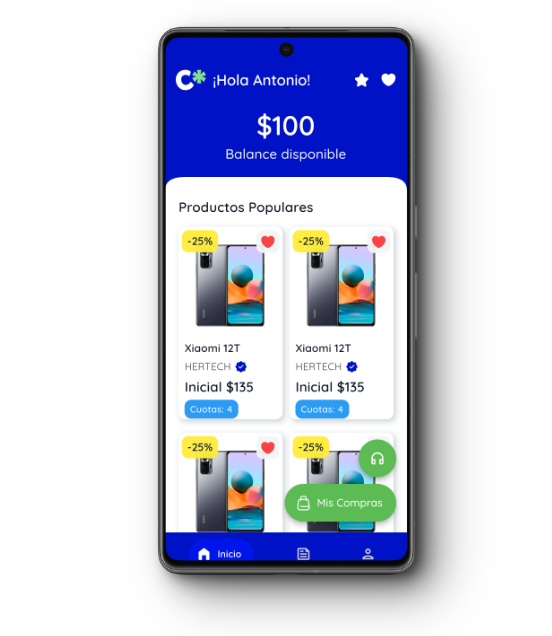 C* ¡Hola Antonio!
$100
Balance disponible
Productos Populares
-25%
Xiaomi 12T
HERTECH
Inicial $135
Cuotas: 4
-25%
Xiaomi 12T
HERTECH
Inicial $135
Cuotas: 4
-25%
-25%
Mis Compras
Inicio